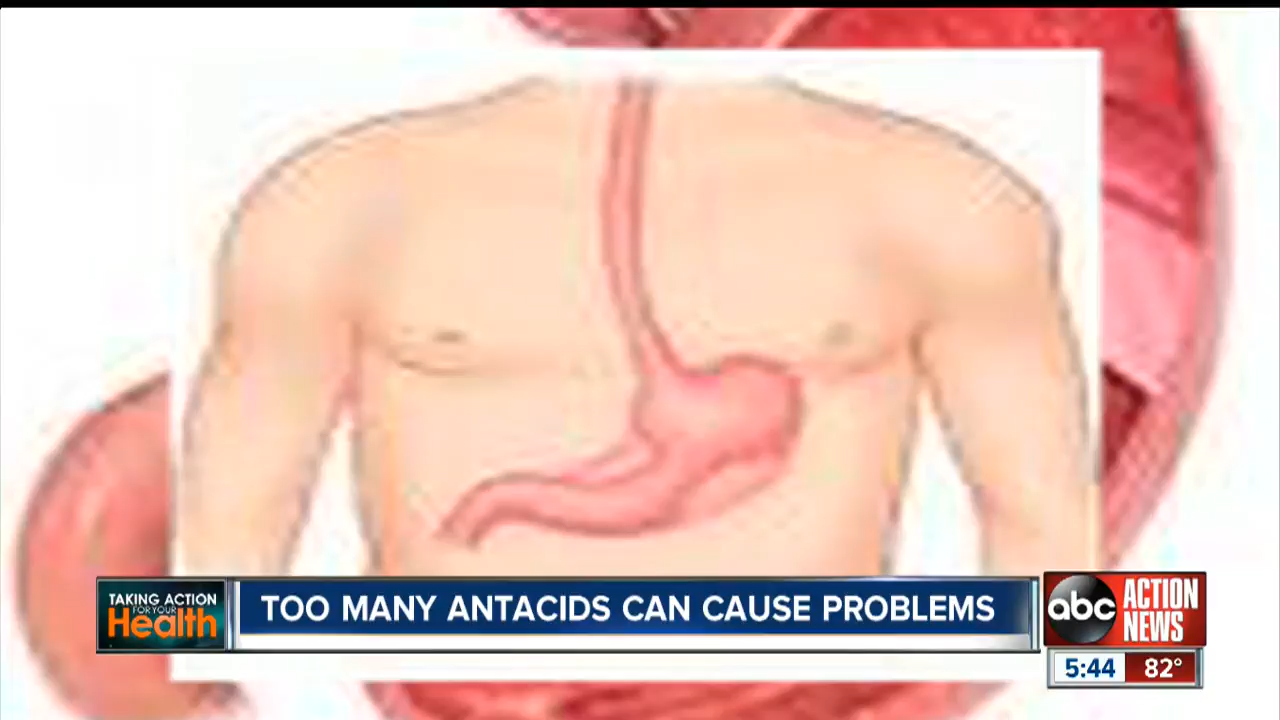 TAKING ACTION
FOR YOUR
Health
TOO MANY ANTACIDS CAN CAUSE PROBLEMS
abc
ACTION
NEWS
5:44 82°